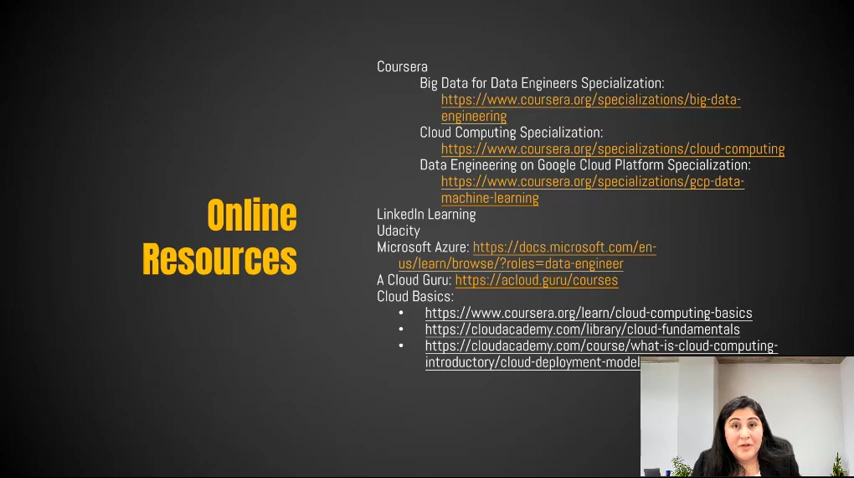 Online
Resources
Coursera
Big Data for Data Engineers Specialization:
https://www.coursera.org/specializations/big-data-
engineering
Cloud Computing Specialization:
https://www.coursera.org/specializations/cloud-computing
Data Engineering on Google Cloud Platform Specialization:
https://www.coursera.org/specializations/gcp-data-
machine-learning
LinkedIn Learning
Udacity
Microsoft Azure: https://docs.microsoft.com/en-
us/learn/browse/?roles=data-engineer
A Cloud Guru: https://acloud.guru/courses
Cloud Basics:
• https://www.coursera.org/learn/cloud-computing-basics
• https://cloudacademy.com/library/cloud-fundamentals
• https://cloudacademy.com/course/what-is-cloud-computing-
introductory/cloud-deployment-model